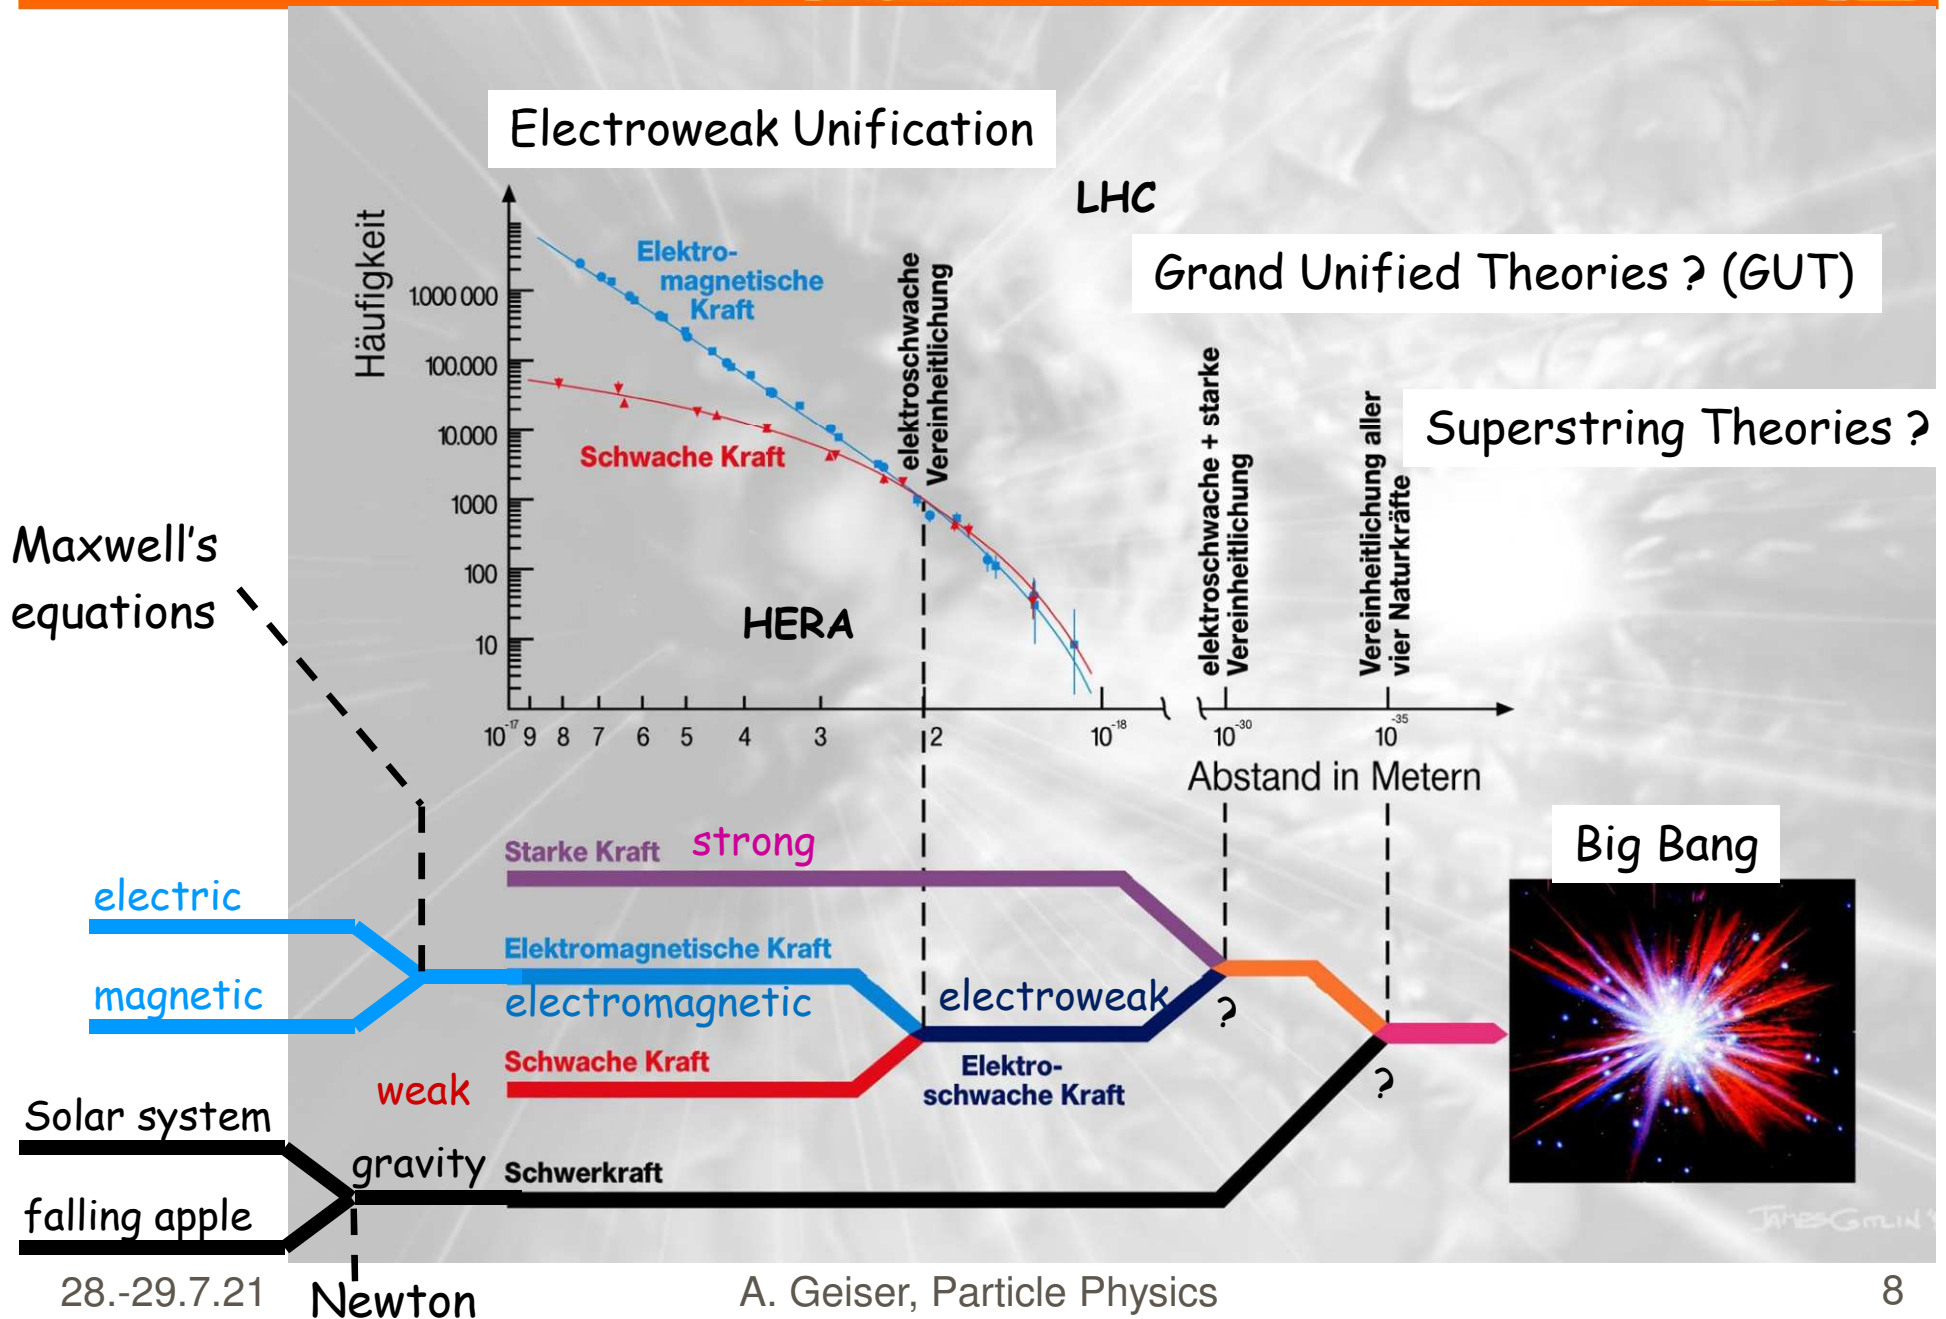 Electroweak Unification
LHC
Grand Unified Theories ? (GUT)
Superstring Theories ?
Häufigkeit
1000 000
100.000
10.000
1000
100
10
Elektro-
magnetische
Kraft
Schwache Kraft
HERA
elektroschwache
Vereinheitlichung
elektroschwache + starke
Vereinheitlichung
Vereinheitlichung aller
vier Naturkräfte
10⁻¹⁷ 9 8 7 6 5 4 3 2 10⁻¹⁸ 10⁻³⁰ 10⁻³⁵
Abstand in Metern
Maxwell's
equations
Starke Kraft strong
Big Bang
electric
Elektromagnetische Kraft
magnetic
electromagnetic
electroweak
?
Schwache Kraft
weak
Elektro-
schwache Kraft
?
Solar system
gravity
Schwerkraft
falling apple
28.-29.7.21
Newton
A. Geiser, Particle Physics
8